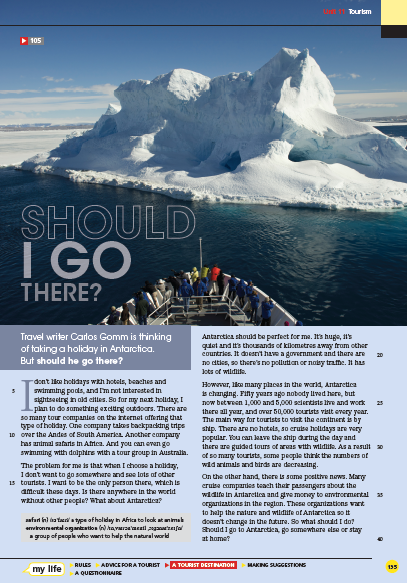 Tourism
105
SHOULD
I GO
THERE?
Travel writer Carlos Gomm is thinking
of taking a holiday in Antarctica.
But should he go there?
I don't like holidays with hotels, beaches and
5 swimming pools, and I'm not interested in
sightseeing in old cities. So for my next holiday, I
plan to do something exciting outdoors. There are
so many tour companies on the internet offering that
type of holiday. One company takes backpacking trips
10 over the Andes of South America. Another company
has animal safaris in Africa. And you can even go
swimming with dolphins with a tour group in Australia.
The problem for me is that when I choose a holiday,
I don't want to go somewhere and see lots of other
15 tourists. I want to be the only person there, which is
difficult these days. Is there anywhere in the world
without other people? What about Antarctica?
safari (n) a type of holiday in Africa to look at animals
environmental organization (n)
a group of people who want to help the natural world
Antarctica should be perfect for me. It's huge, it's
quiet and it's thousands of kilometres away from other
countries. It doesn't have a government and there are 20
no cities, so there's no pollution or noisy traffic. It has
lots of wildlife.
However, like many places in the world, Antarctica
is changing. Fifty years ago nobody lived here, but
now between 1,000 and 5,000 scientists live and work 25
there all year, and over 50,000 tourists visit every year.
The main way for tourists to visit the continent is by
ship. There are no hotels, so cruise holidays are very
popular. You can leave the ship during the day and
there are guided tours of areas with wildlife. As a result 30
of so many tourists, some people think the numbers of
wild animals and birds are decreasing.
On the other hand, there is some positive news. Many
cruise companies teach their passengers about the
wildlife in Antarctica and give money to environmental 35
organizations in the region. These organizations want
to help the nature and wildlife of Antarctica so it
doesn't change in the future. So what should I do?
Should I go to Antarctica, go somewhere else or stay
at home? 40
my life RULES ADVICE FOR A TOURIST A TOURIST DESTINATION MAKING SUGGESTIONS
A QUESTIONNAIRE
135